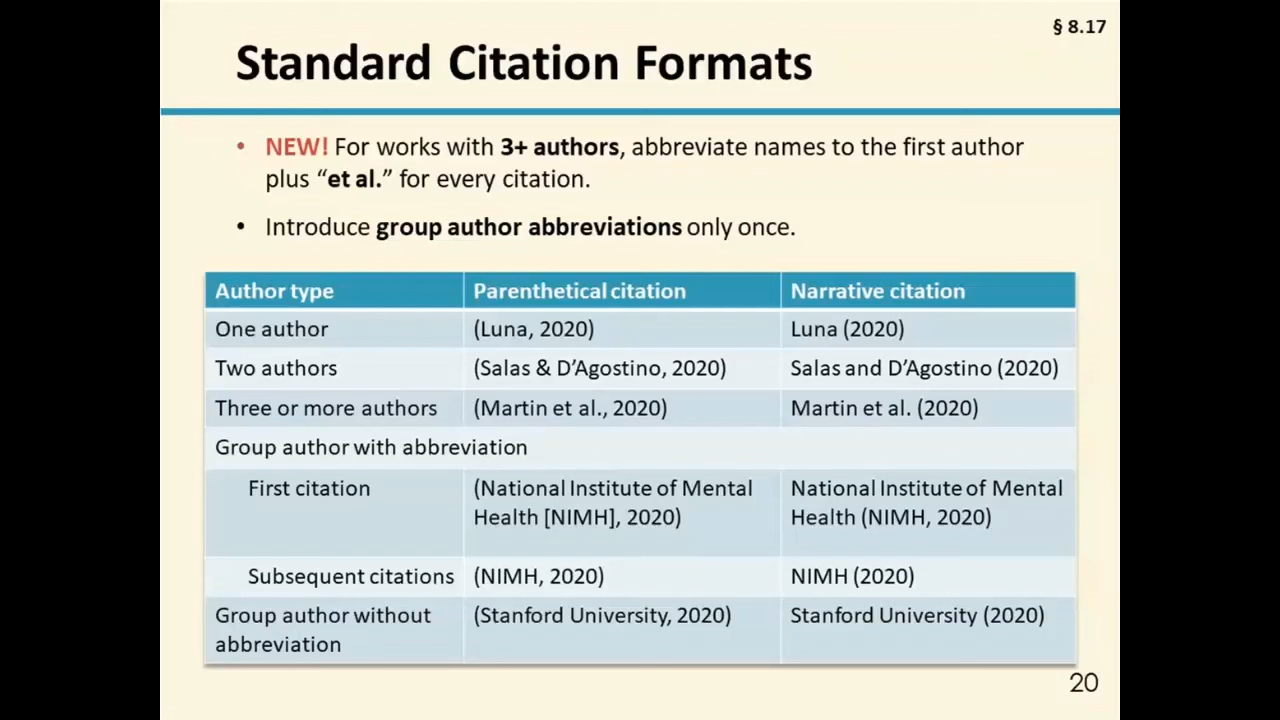 § 8.17
Standard Citation Formats
• NEW! For works with 3+ authors, abbreviate names to the first author
plus “et al.” for every citation.
• Introduce group author abbreviations only once.
Author type Parenthetical citation Narrative citation
One author (Luna, 2020) Luna (2020)
Two authors (Salas & D’Agostino, 2020) Salas and D’Agostino (2020)
Three or more authors (Martin et al., 2020) Martin et al. (2020)
Group author with abbreviation
First citation (National Institute of Mental National Institute of Mental
Health [NIMH], 2020) Health (NIMH, 2020)
Subsequent citations (NIMH, 2020) NIMH (2020)
Group author without (Stanford University, 2020) Stanford University (2020)
abbreviation
20